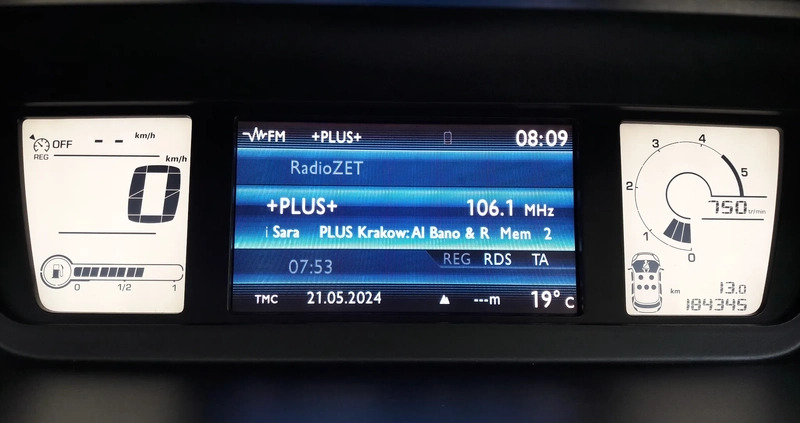 OFF -- km/h
REG
km/h
0
0 1/2 1
FM +PLUS+ 08:09
RadioZET
+PLUS+ 106.1 MHz
i Sara PLUS Krakow: Al Bano & R Mem 2
07:53 REG RDS TA
TMC 21.05.2024 ---m 19° C
3 4
2 5
750 tr/min
1 0
km 13.0
184345